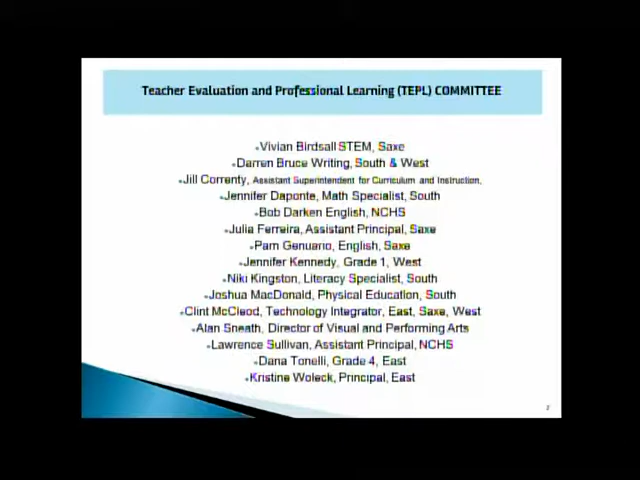 Teacher Evaluation and Professional Learning (TEPL) COMMITTEE
•Vivian Birdsall STEM, Saxe
•Darren Bruce Writing, South & West
•Jill Correnty, Assistant Superintendent for Curriculum and Instruction,
•Jennifer Daponte, Math Specialist, South
•Bob Darken English, NCHS
•Julia Ferreira, Assistant Principal, Saxe
•Pam Genuario, English, Saxe
•Jennifer Kennedy, Grade 1, West
•Niki Kingston, Literacy Specialist, South
•Joshua MacDonald, Physical Education, South
•Clint McCleod, Technology Integrator, East, Saxe, West
•Alan Sneath, Director of Visual and Performing Arts
•Lawrence Sullivan, Assistant Principal, NCHS
•Dana Tonelli, Grade 4, East
•Kristine Woleck, Principal, East
2